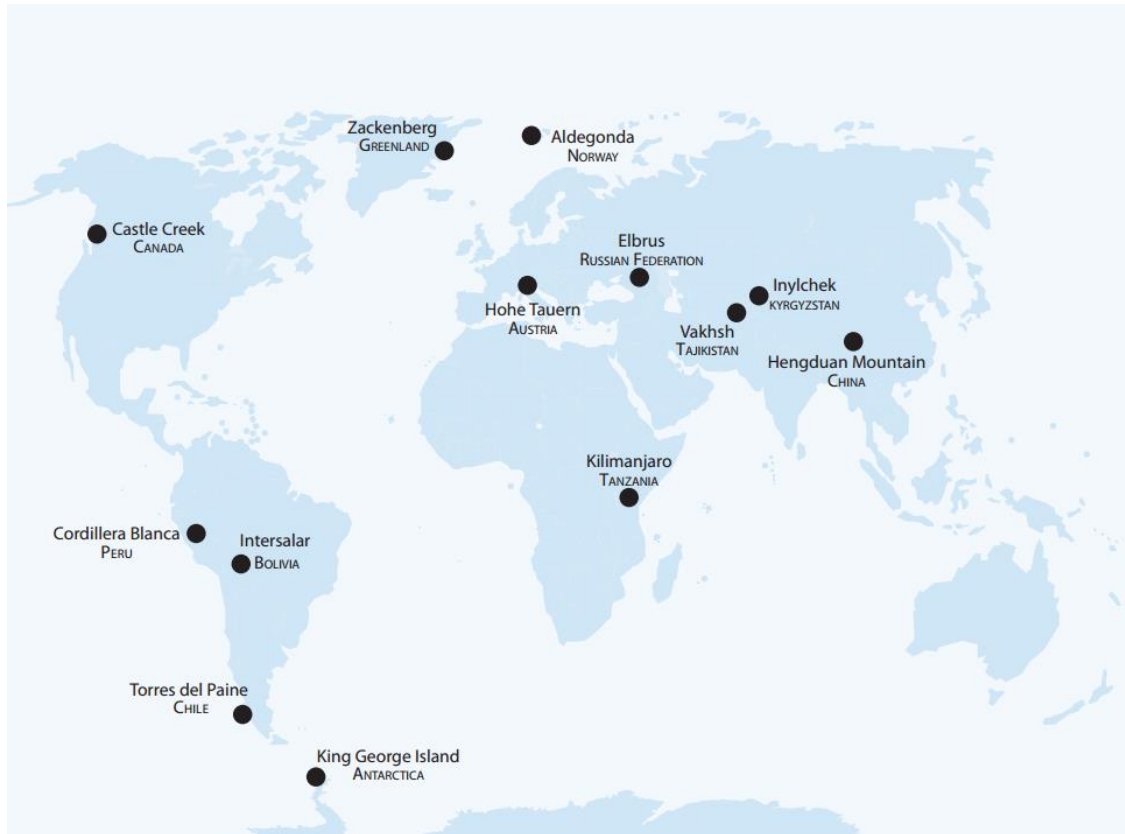 Zackenberg
GREENLAND
Aldegonda
NORWAY
Castle Creek
CANADA
Elbrus
RUSSIAN FEDERATION
Inylchek
KYRGYZSTAN
Hohe Tauern
AUSTRIA
Vakhsh
TAJIKISTAN
Hengduan Mountain
CHINA
Kilimanjaro
TANZANIA
Cordillera Blanca
PERU
Intersalar
BOLIVIA
Torres del Paine
CHILE
King George Island
ANTARCTICA